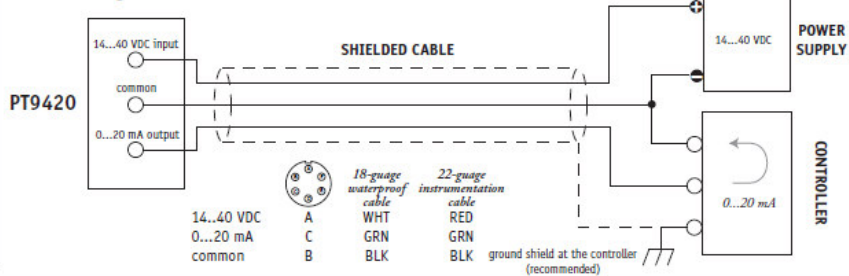 14...40 VDC input
common
0...20 mA output
PT9420
SHIELDED CABLE
14...40 VDC
POWER
SUPPLY
0...20 mA
CONTROLLER
18-guage
waterproof
cable
22-guage
instrumentation
cable
14..40 VDC A WHT RED
0...20 mA C GRN GRN
common B BLK BLK
ground shield at the controller
(recommended)